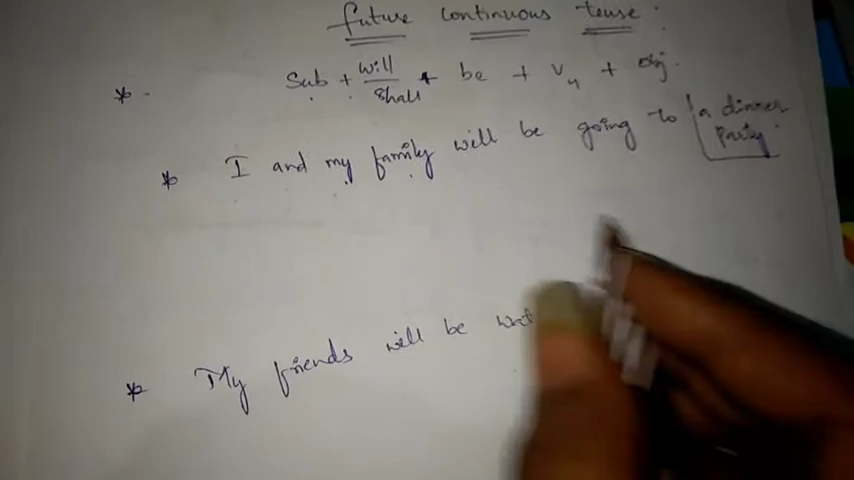 future continuous tense:
* Sub + will/shall + be + V4 + obj.
* I and my family will be going to a dinner party.
* My friends will be